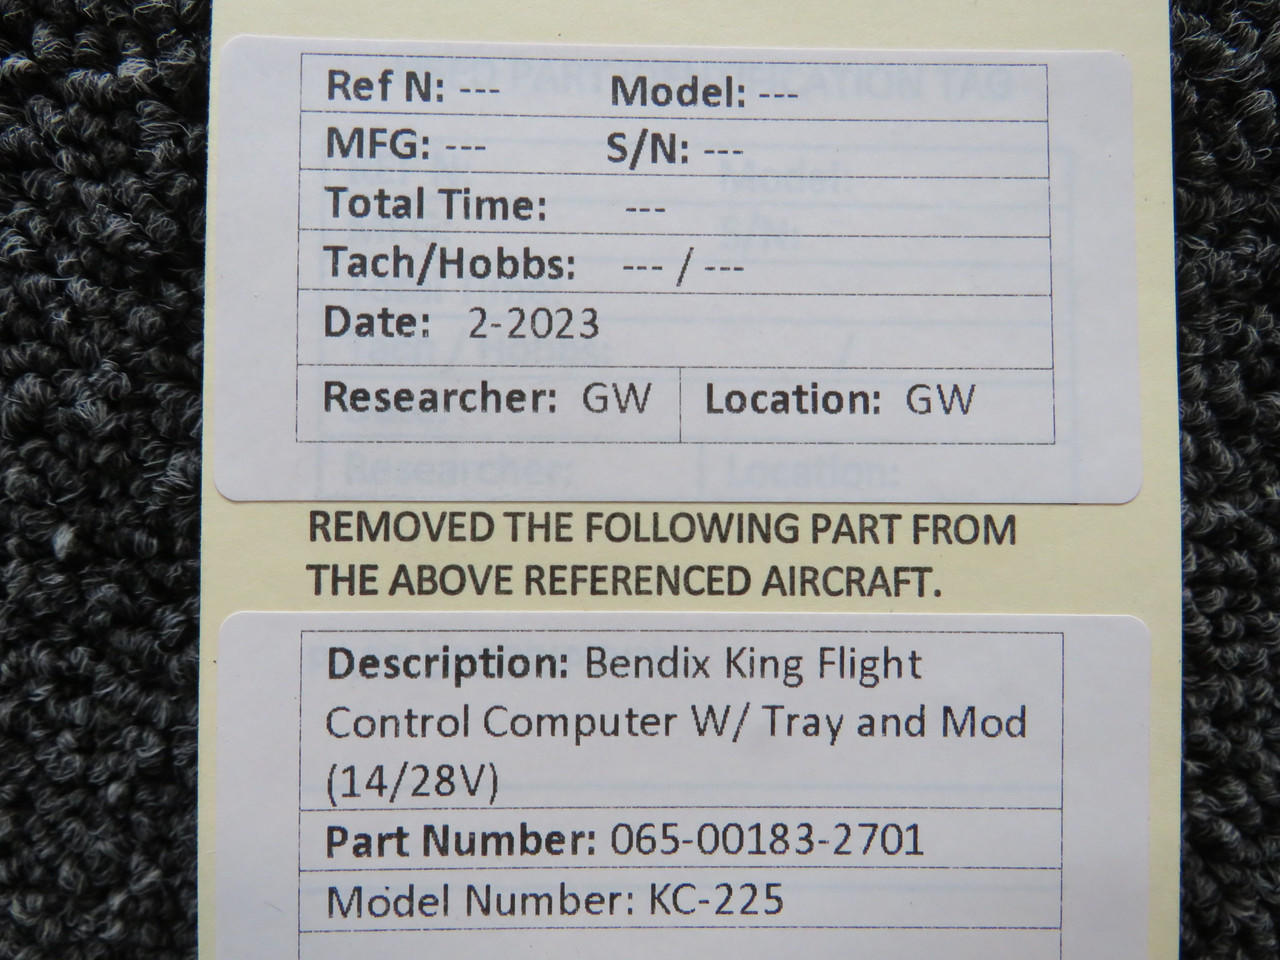 Ref N: --- Model: ---
MFG: --- S/N: ---
Total Time: ---
Tach/Hobbs: --- / ---
Date: 2-2023
Researcher: GW Location: GW
REMOVED THE FOLLOWING PART FROM
THE ABOVE REFERENCED AIRCRAFT.
Description: Bendix King Flight
Control Computer W/ Tray and Mod
(14/28V)
Part Number: 065-00183-2701
Model Number: KC-225